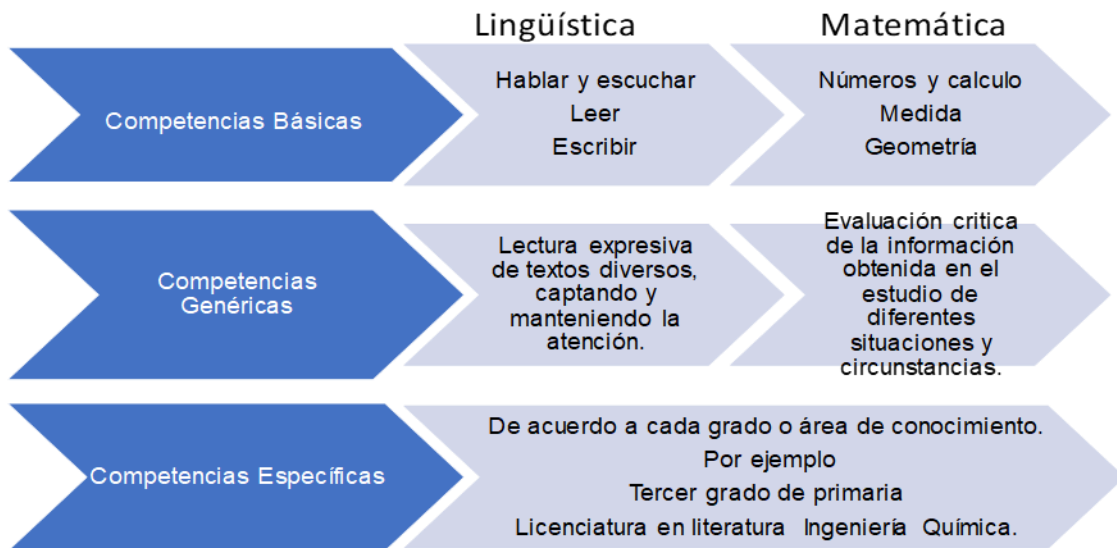 Lingüística
Matemática
Competencias Básicas
Hablar y escuchar
Leer
Escribir
Números y calculo
Medida
Geometría
Competencias
Genéricas
Lectura expresiva
de textos diversos,
captando y
manteniendo la
atención.
Evaluación critica
de la información
obtenida en el
estudio de
diferentes
situaciones y
circunstancias.
Competencias Específicas
De acuerdo a cada grado o área de conocimiento.
Por ejemplo
Tercer grado de primaria
Licenciatura en literatura Ingeniería Química.